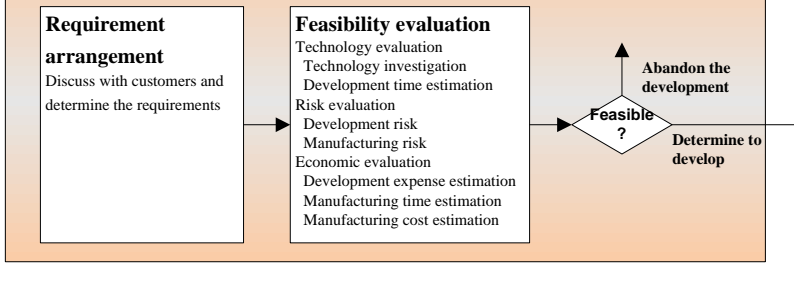 Requirement
arrangement
Discuss with customers and
determine the requirements
Feasibility evaluation
Technology evaluation
Technology investigation
Development time estimation
Risk evaluation
Development risk
Manufacturing risk
Economic evaluation
Development expense estimation
Manufacturing time estimation
Manufacturing cost estimation
Feasible
?
Abandon the
development
Determine to
develop